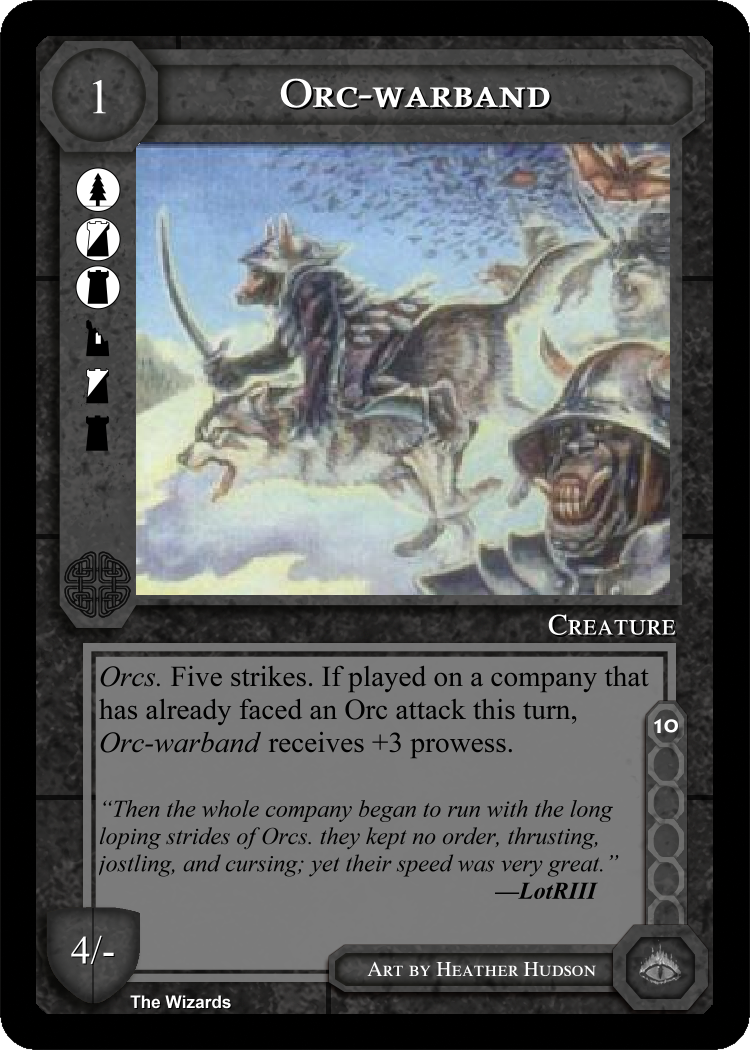 1
Orc-warband
Creature
Orcs. Five strikes. If played on a company that
has already faced an Orc attack this turn,
Orc-warband receives +3 prowess.
10
“Then the whole company began to run with the long
loping strides of Orcs. they kept no order, thrusting,
jostling, and cursing; yet their speed was very great.”
—LotRIII
4/-
Art by Heather Hudson
The Wizards